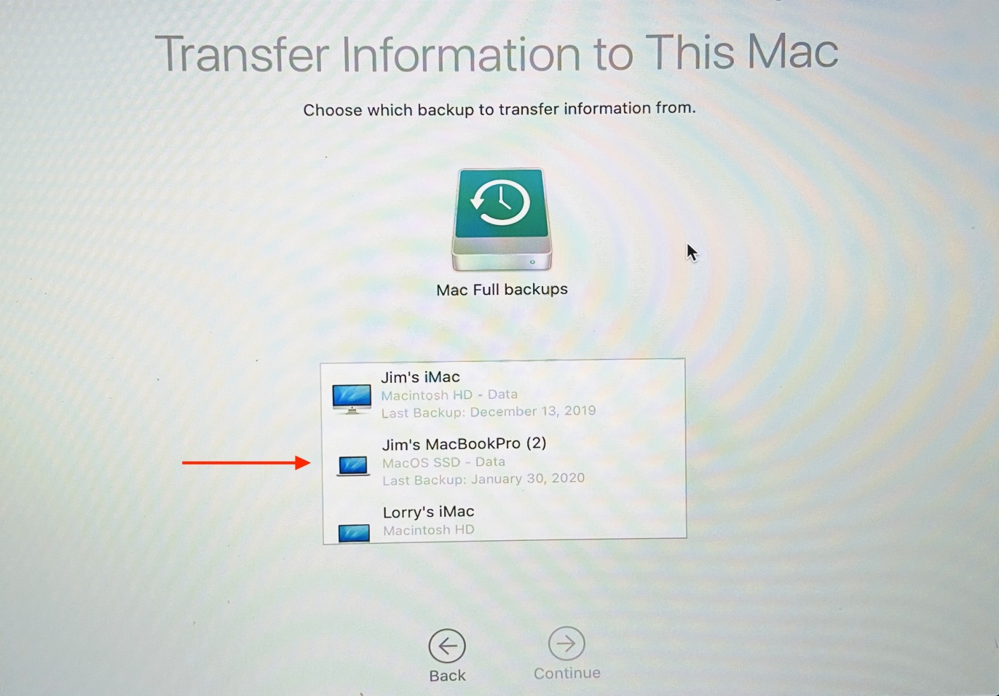 Transfer Information to This Mac
Choose which backup to transfer information from.
Mac Full backups
Jim's iMac
Macintosh HD - Data
Last Backup: December 13, 2019
Jim's MacBookPro (2)
MacOS SSD - Data
Last Backup: January 30, 2020
Lorry's iMac
Macintosh HD
Back
Continue